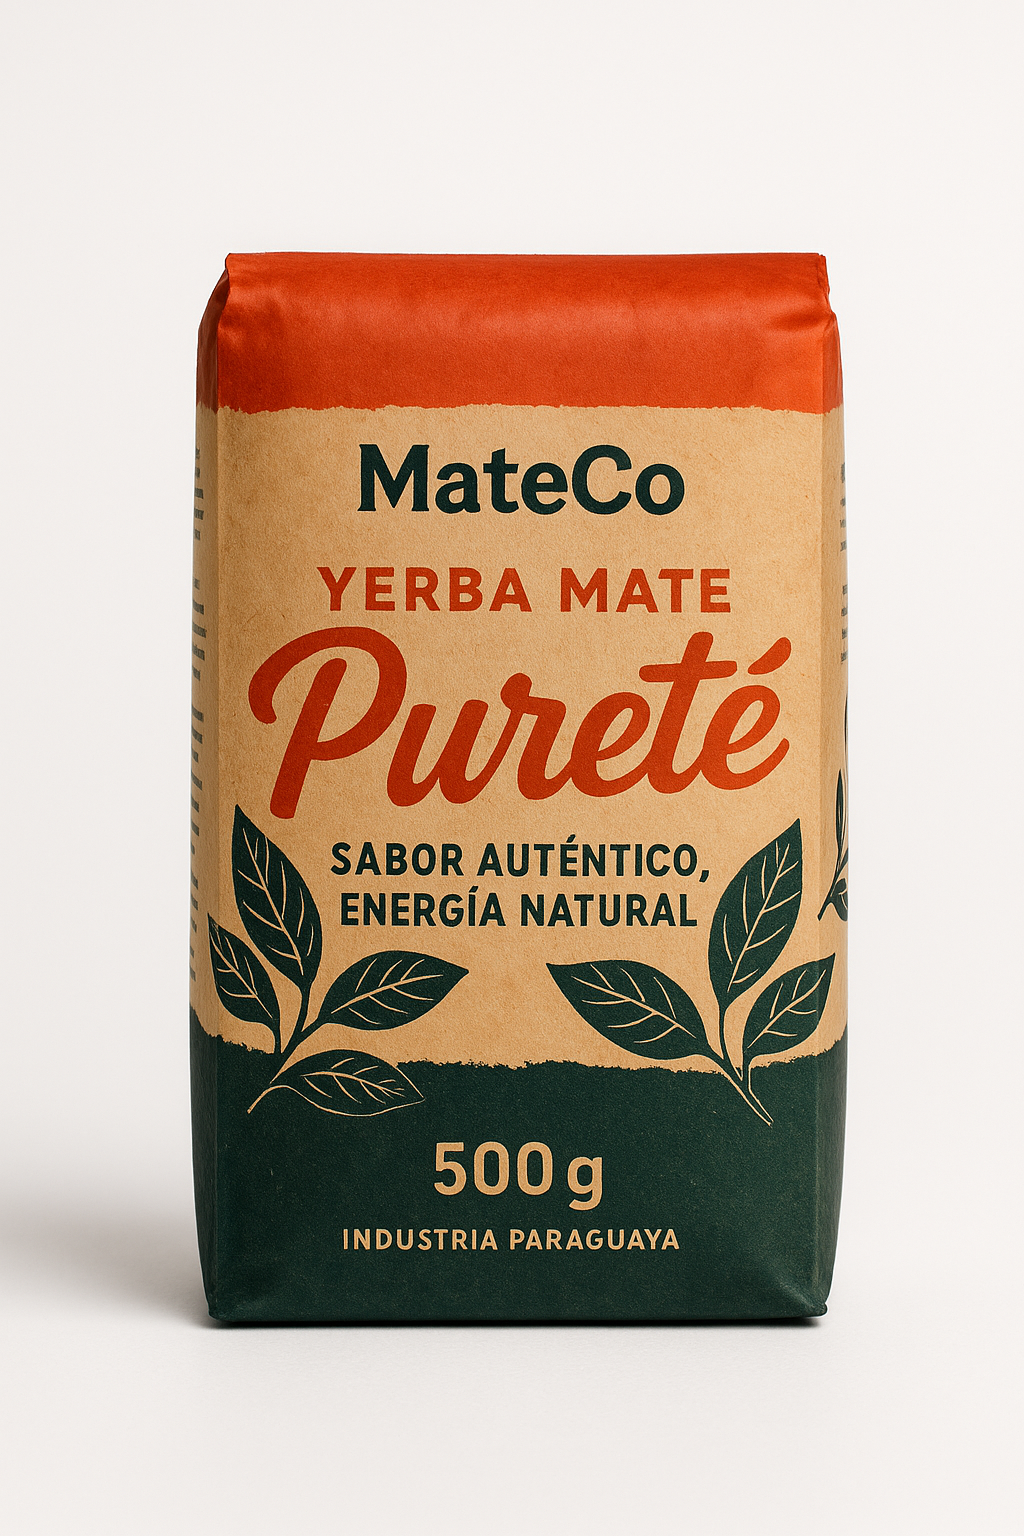 MateCo
YERBA MATE
Pureté
SABOR AUTÉNTICO,
ENERGÍA NATURAL
500 g
INDUSTRIA PARAGUAYA